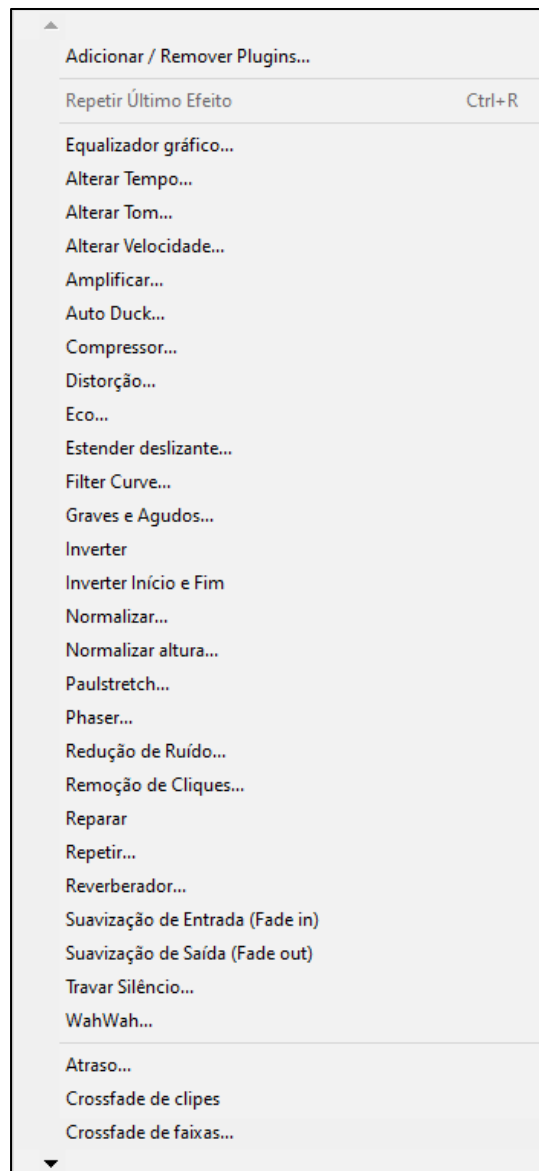 Adicionar / Remover Plugins...
Repetir Último Efeito Ctrl+R
Equalizador gráfico...
Alterar Tempo...
Alterar Tom...
Alterar Velocidade...
Amplificar...
Auto Duck...
Compressor...
Distorção...
Eco...
Estender deslizante...
Filter Curve...
Graves e Agudos...
Inverter
Inverter Início e Fim
Normalizar...
Normalizar altura...
Paulstretch...
Phaser...
Redução de Ruído...
Remoção de Cliques...
Reparar
Repetir...
Reverberador...
Suavização de Entrada (Fade in)
Suavização de Saída (Fade out)
Travar Silêncio...
WahWah...
Atraso...
Crossfade de clipes
Crossfade de faixas...